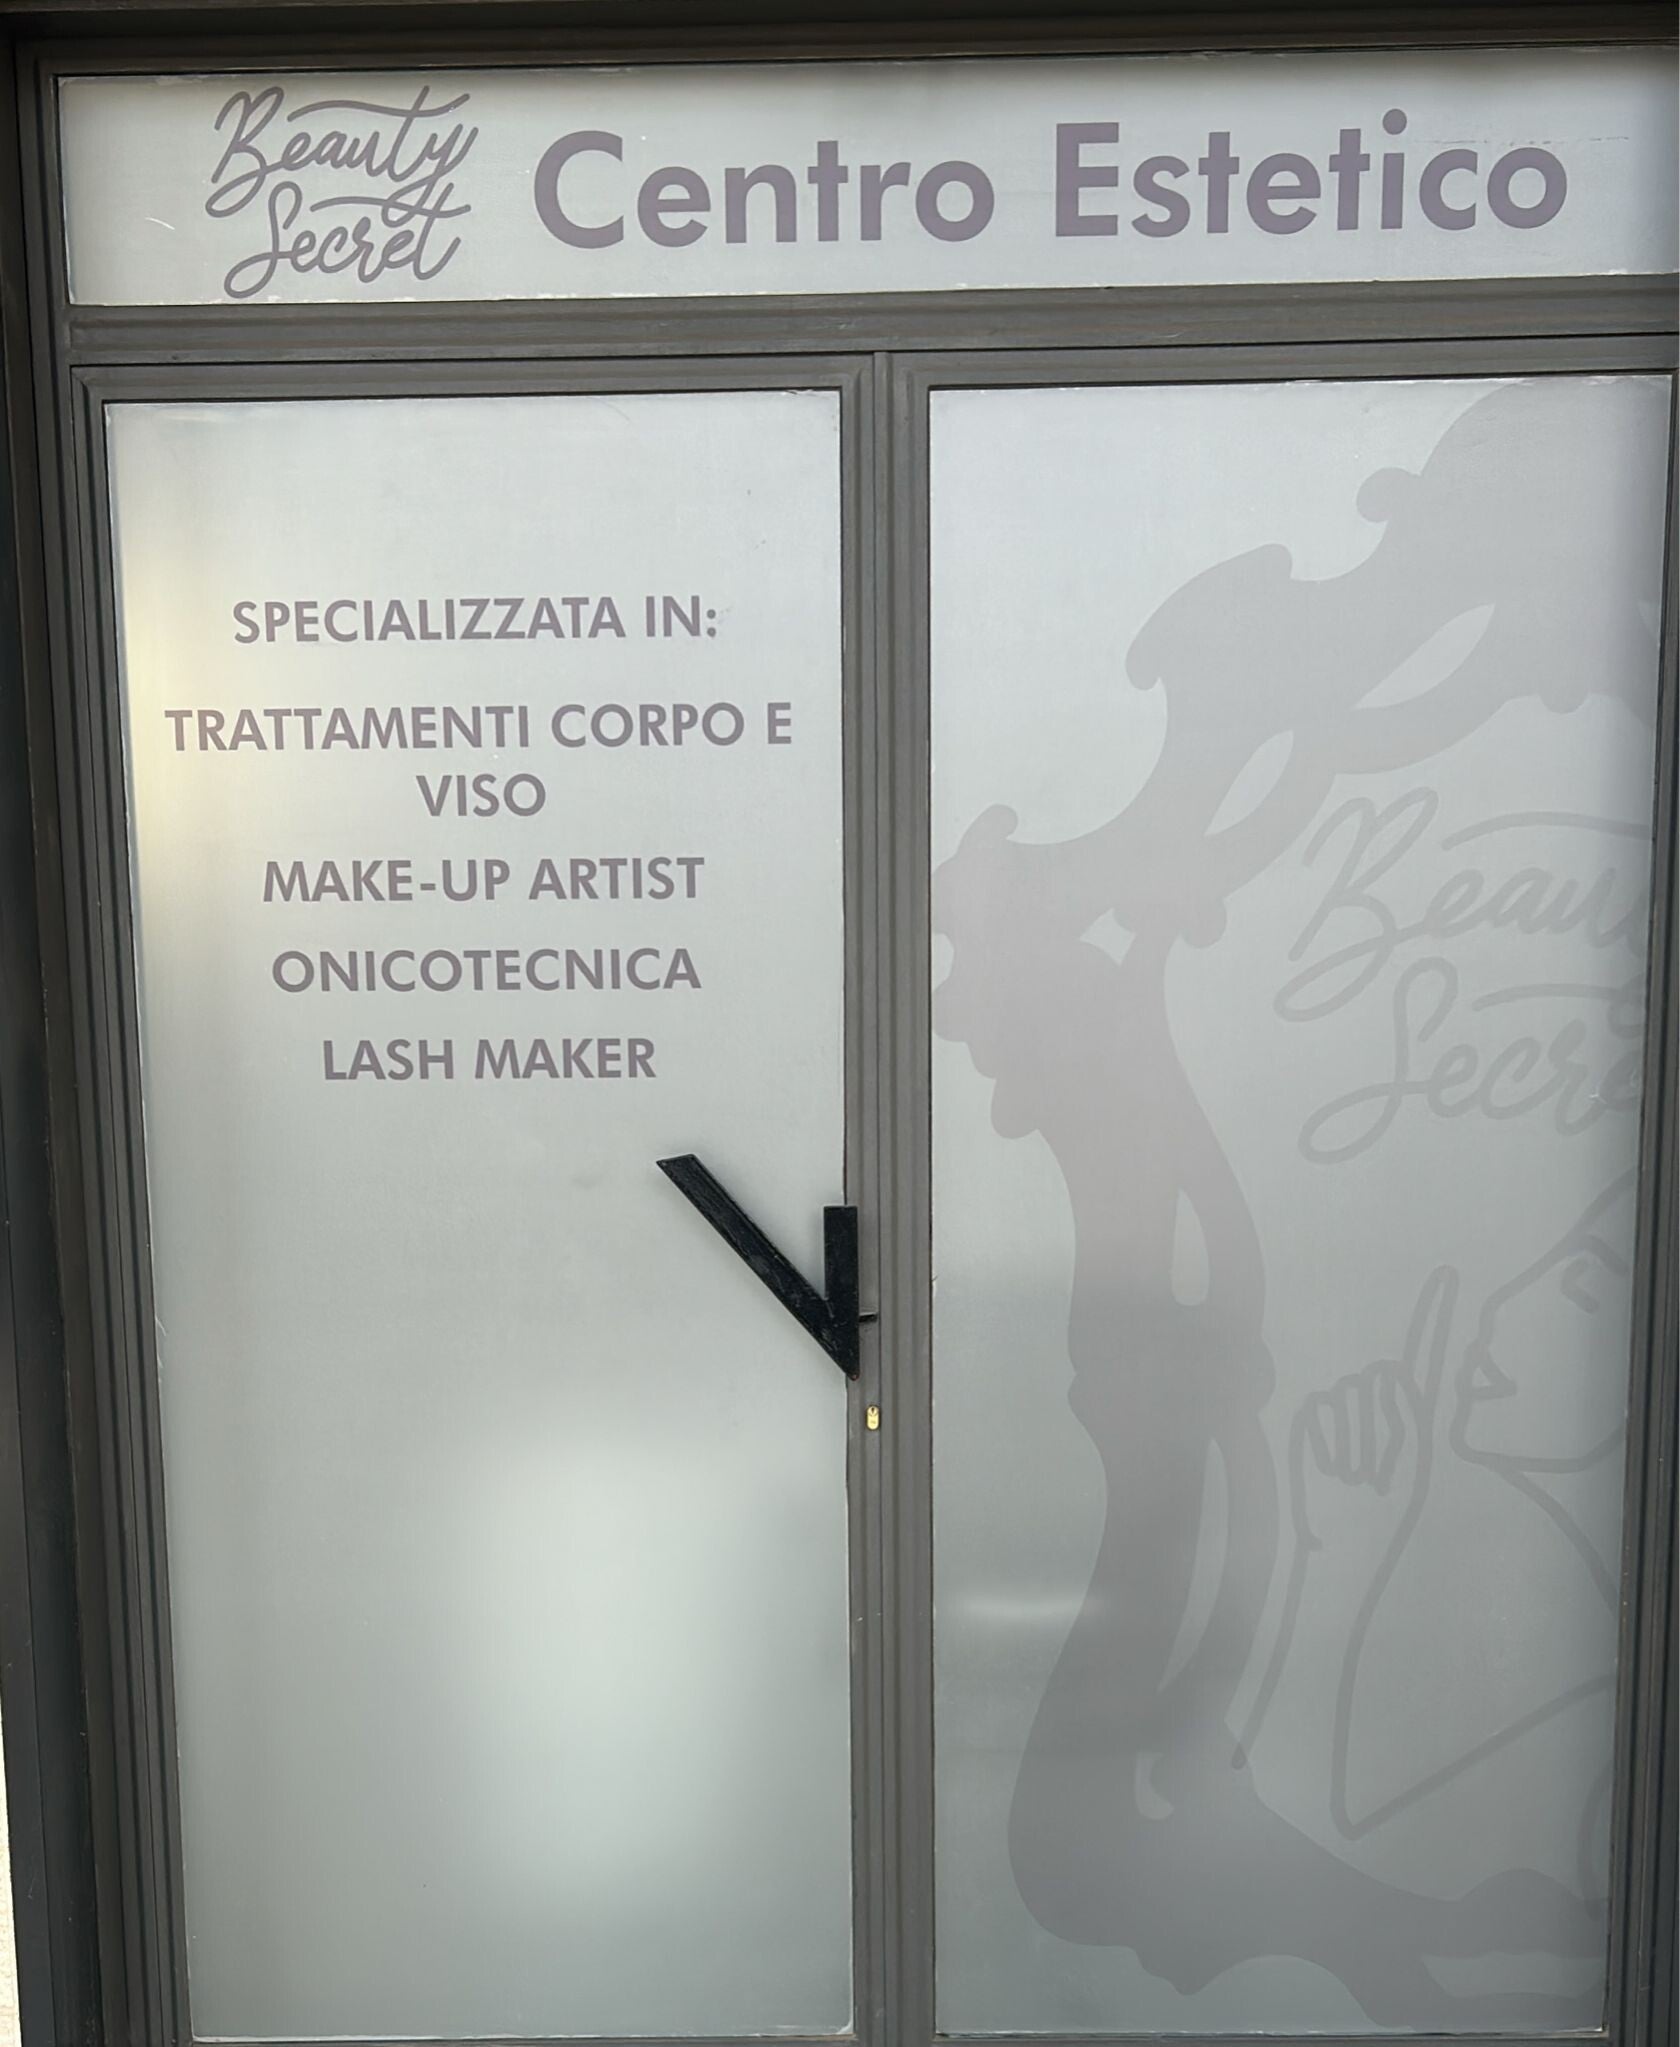 Beauty
Secret
Centro Estetico
SPECIALIZZATA IN:
TRATTAMENTI CORPO E
VISO
MAKE-UP ARTIST
ONICOTECNICA
LASH MAKER